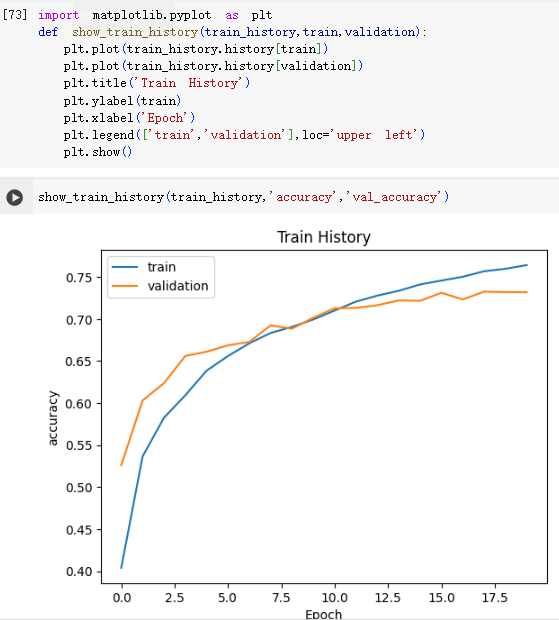 [73] import matplotlib.pyplot as plt
def show_train_history(train_history,train,validation):
plt.plot(train_history.history[train])
plt.plot(train_history.history[validation])
plt.title('Train History')
plt.ylabel(train)
plt.xlabel('Epoch')
plt.legend(['train','validation'],loc='upper left')
plt.show()
show_train_history(train_history,'accuracy','val_accuracy')
Train History
train
validation
0.75
0.70
0.65
0.60
0.55
0.50
0.45
0.40
accuracy
0.0 2.5 5.0 7.5 10.0 12.5 15.0 17.5
Epoch